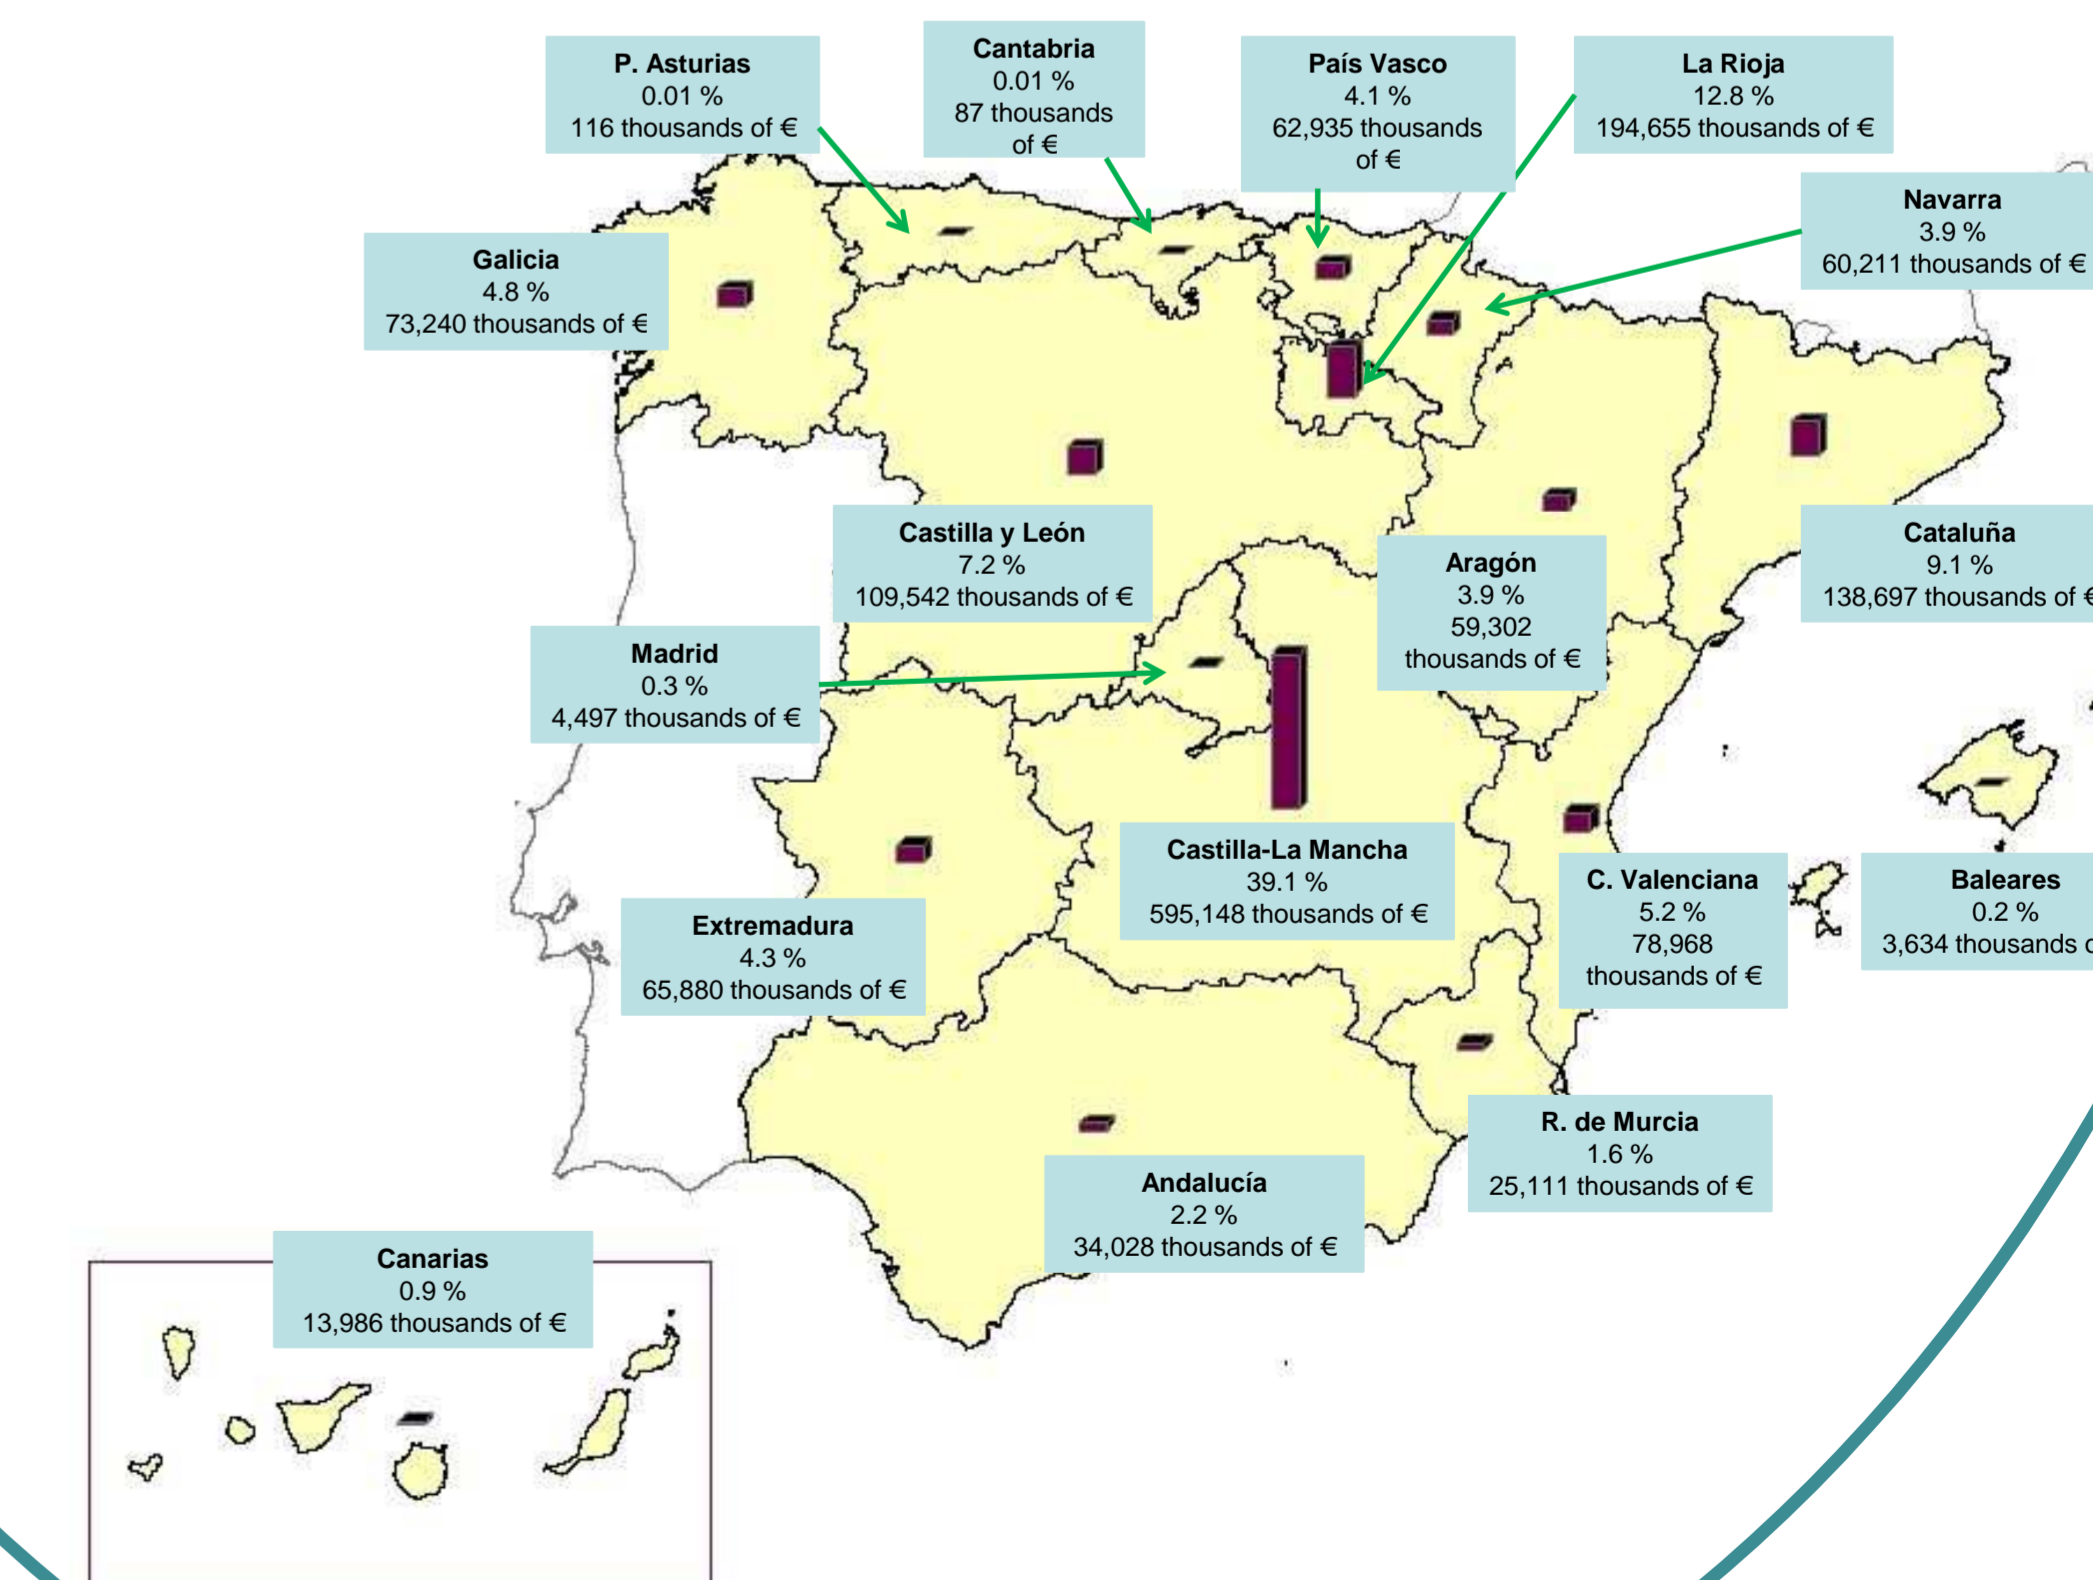 P. Asturias
0.01 %
116 thousands of €
Cantabria
0.01 %
87 thousands
of €
País Vasco
4.1 %
62,935 thousands
of €
La Rioja
12.8 %
194,655 thousands of €
Navarra
3.9 %
60,211 thousands of €
Galicia
4.8 %
73,240 thousands of €
Castilla y León
7.2 %
109,542 thousands of €
Aragón
3.9 %
59,302
thousands of €
Cataluña
9.1 %
138,697 thousands of €
Madrid
0.3 %
4,497 thousands of €
Castilla-La Mancha
39.1 %
595,148 thousands of €
C. Valenciana
5.2 %
78,968
thousands of €
Baleares
0.2 %
3,634 thousands
Extremadura
4.3 %
65,880 thousands of €
R. de Murcia
1.6 %
25,111 thousands of €
Andalucía
2.2 %
34,028 thousands of €
Canarias
0.9 %
13,986 thousands of €